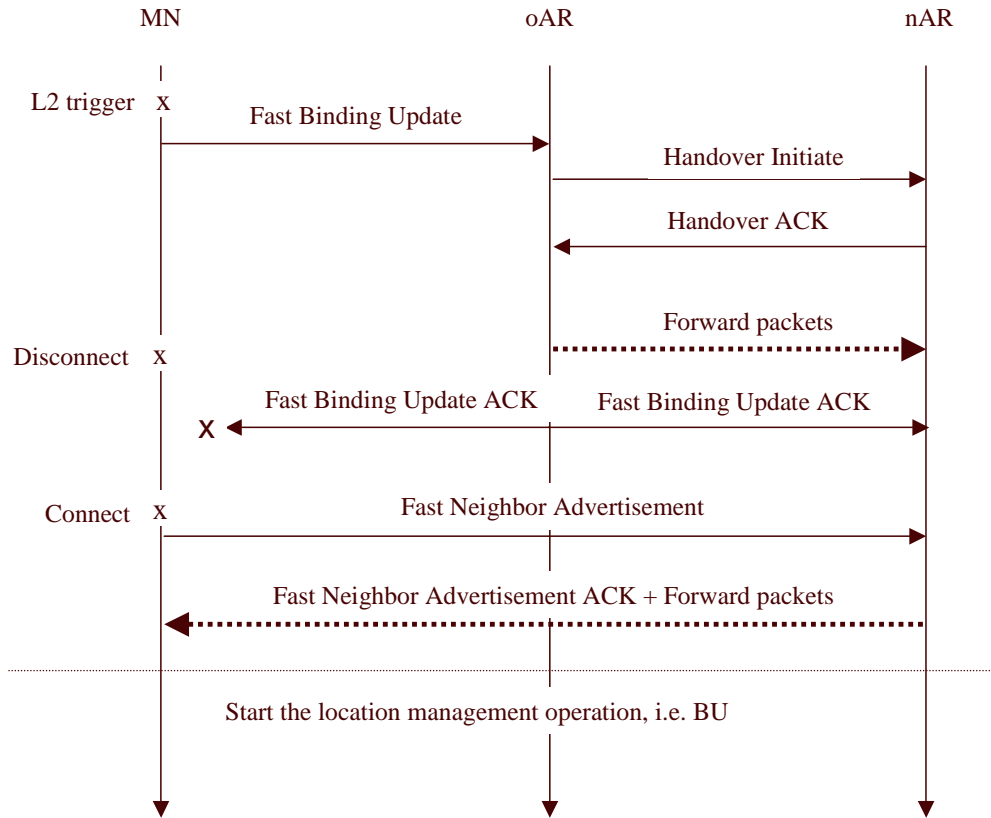 MN oAR nAR
L2 trigger x
Fast Binding Update
Handover Initiate
Handover ACK
Forward packets
Disconnect x
Fast Binding Update ACK Fast Binding Update ACK
x
Connect x
Fast Neighbor Advertisement
Fast Neighbor Advertisement ACK + Forward packets
Start the location management operation, i.e. BU